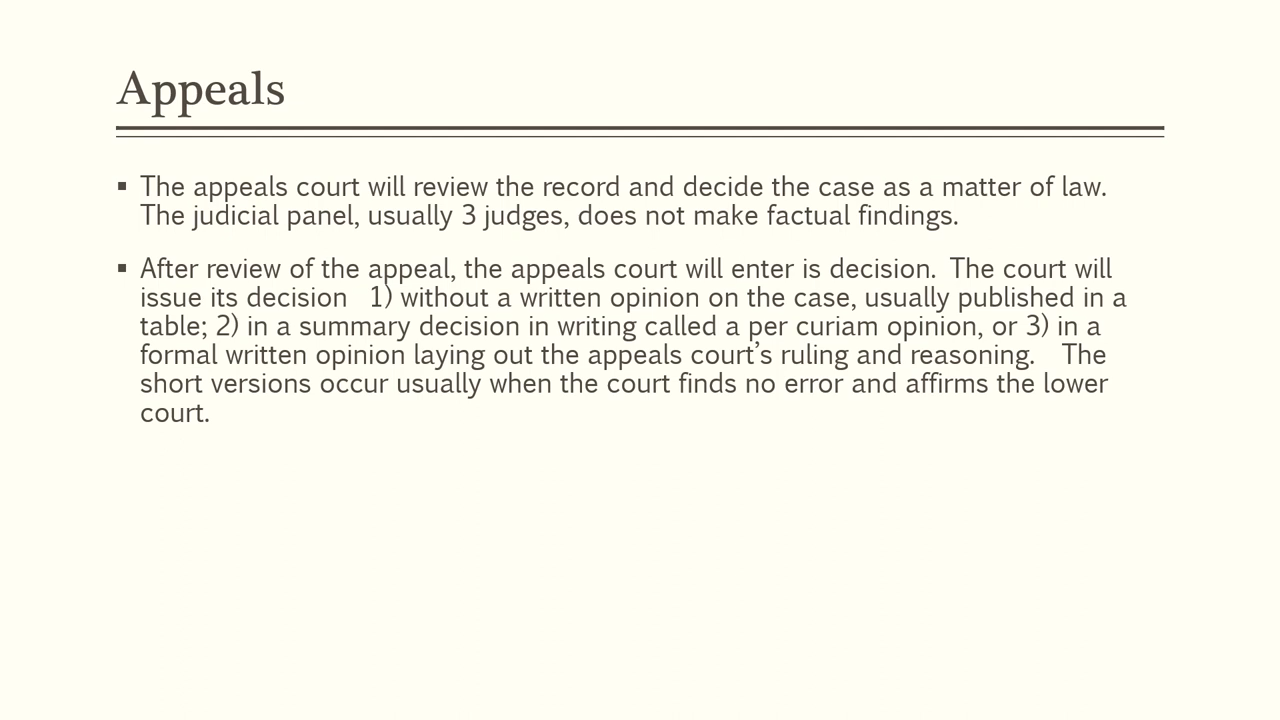 Appeals
▪ The appeals court will review the record and decide the case as a matter of law.
The judicial panel, usually 3 judges, does not make factual findings.
▪ After review of the appeal, the appeals court will enter is decision.  The court will
issue its decision   1) without a written opinion on the case, usually published in a
table; 2) in a summary decision in writing called a per curiam opinion, or 3) in a
formal written opinion laying out the appeals court’s ruling and reasoning.    The
short versions occur usually when the court finds no error and affirms the lower
court.